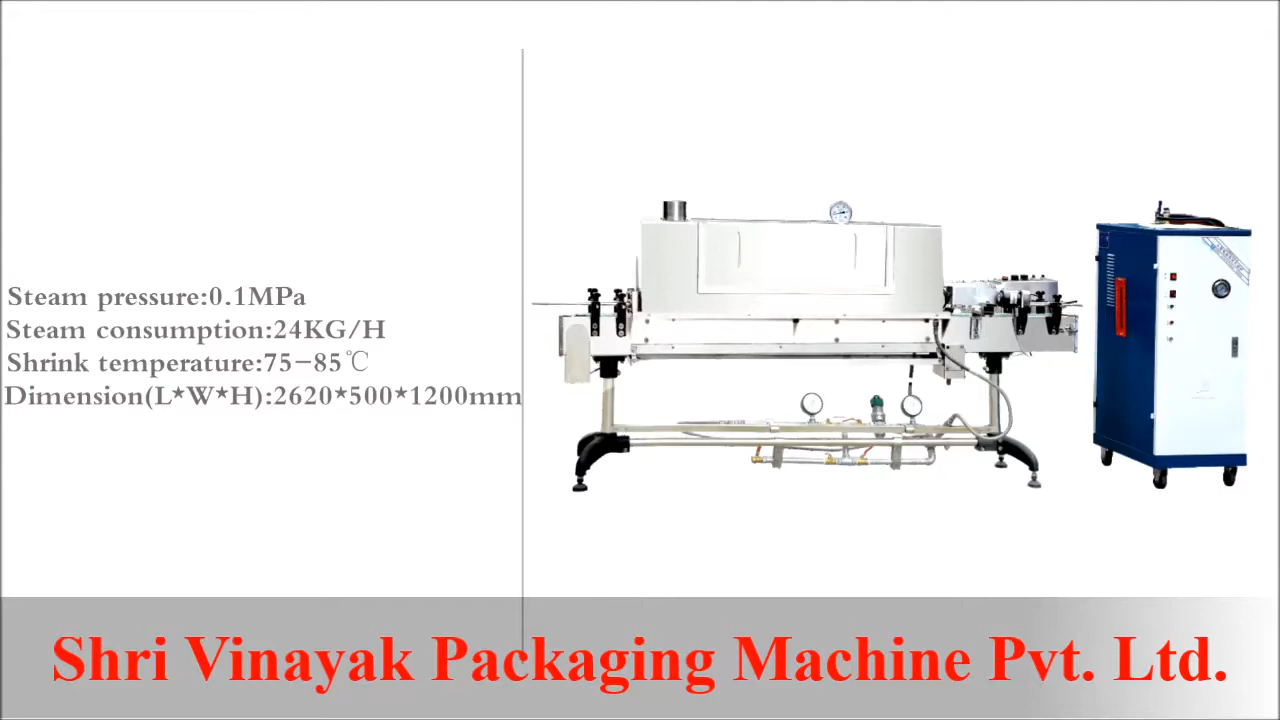 Steam pressure:0.1MPa
Steam consumption:24KG/H
Shrink temperature:75-85℃
Dimension(L*W*H):2620*500*1200mm
Shri Vinayak Packaging Machine Pvt. Ltd.